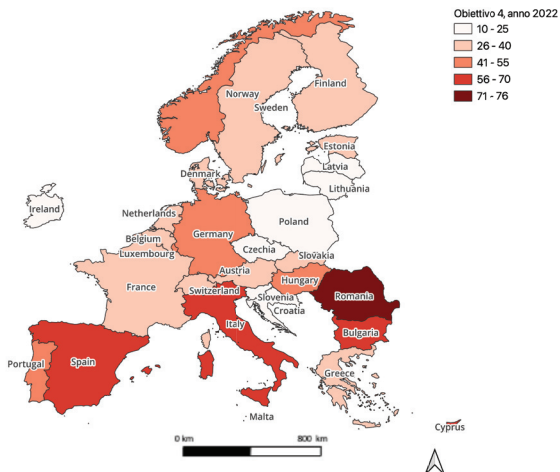 Obiettivo 4, anno 2022
10 - 25
26 - 40
41 - 55
56 - 70
71 - 76
Norway
Finland
Sweden
Estonia
Latvia
Denmark
Lithuania
Ireland
Netherlands
Poland
Germany
Belgium
Czechia
Luxembourg
Slovakia
Austria
France
Switzerland
Hungary
Slovenia
Romania
Croatia
Italy
Bulgaria
Portugal
Spain
Greece
Malta
Cyprus
0 km
800 km